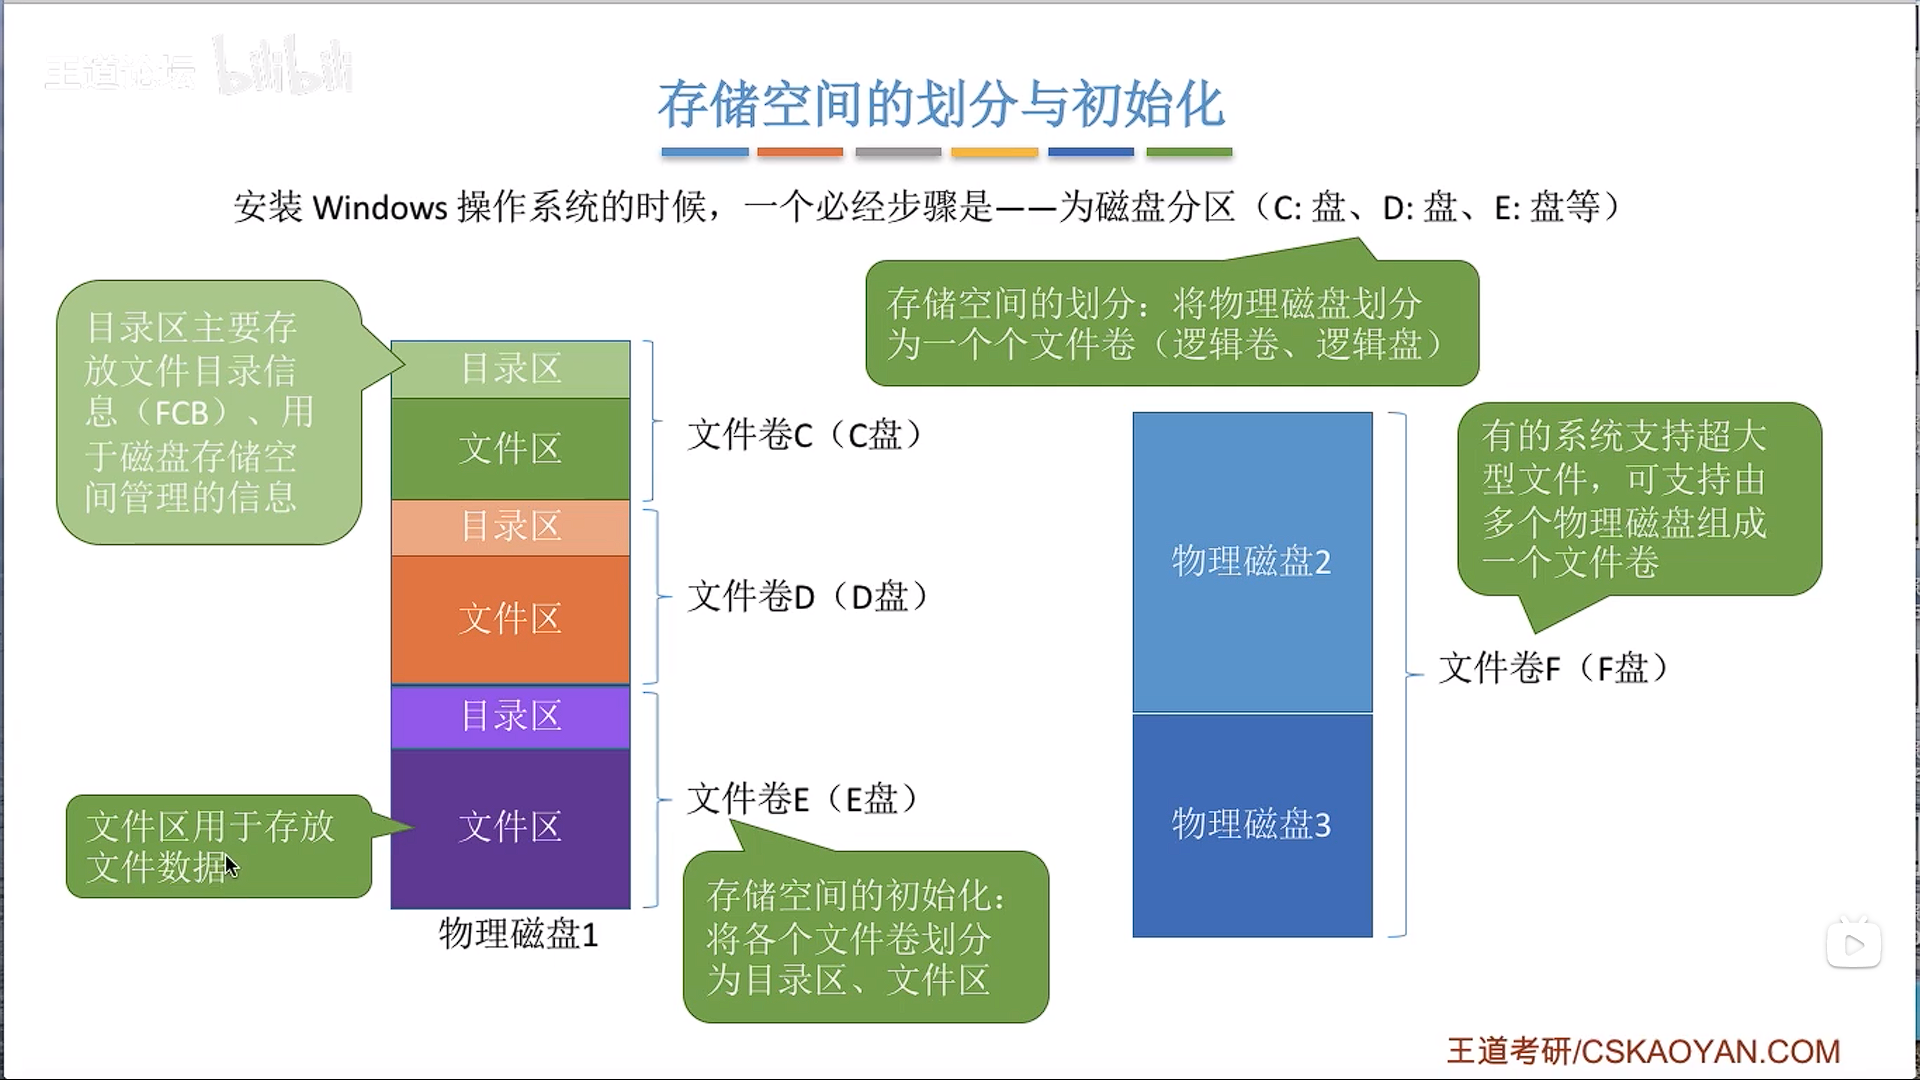 王道论坛 bilibili
存储空间的划分与初始化
安装 Windows 操作系统的时候，一个必经步骤是——为磁盘分区（C: 盘、D: 盘、E: 盘等）
存储空间的划分：将物理磁盘划分
为一个个文件卷（逻辑卷、逻辑盘）
目录区主要存
放文件目录信
息（FCB）、用
于磁盘存储空
间管理的信息
目录区
文件区
文件卷C（C盘）
目录区
文件区
文件卷D（D盘）
目录区
文件区
文件卷E（E盘）
文件区用于存放
文件数据
物理磁盘1
存储空间的初始化：
将各个文件卷划分
为目录区、文件区
物理磁盘2
物理磁盘3
有的系统支持超大
型文件，可支持由
多个物理磁盘组成
一个文件卷
文件卷F（F盘）
王道考研/CSKAOYAN.COM